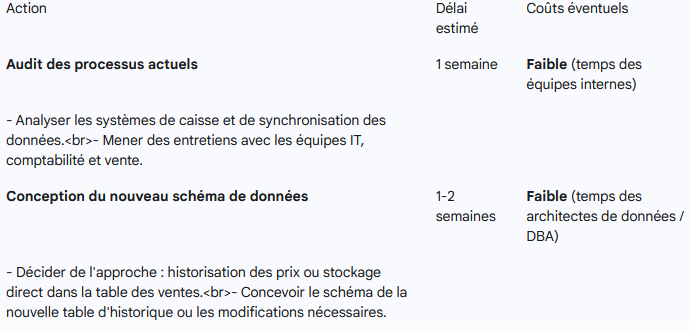 Action Délai estimé Coûts éventuels
Audit des processus actuels 1 semaine Faible (temps des équipes internes)
- Analyser les systèmes de caisse et de synchronisation des
données.<br>- Mener des entretiens avec les équipes IT,
comptabilité et vente.
Conception du nouveau schéma de données 1-2 semaines Faible (temps des architectes de données / DBA)
- Décider de l'approche : historisation des prix ou stockage
direct dans la table des ventes.<br>- Concevoir le schéma de la
nouvelle table d'historique ou les modifications nécessaires.